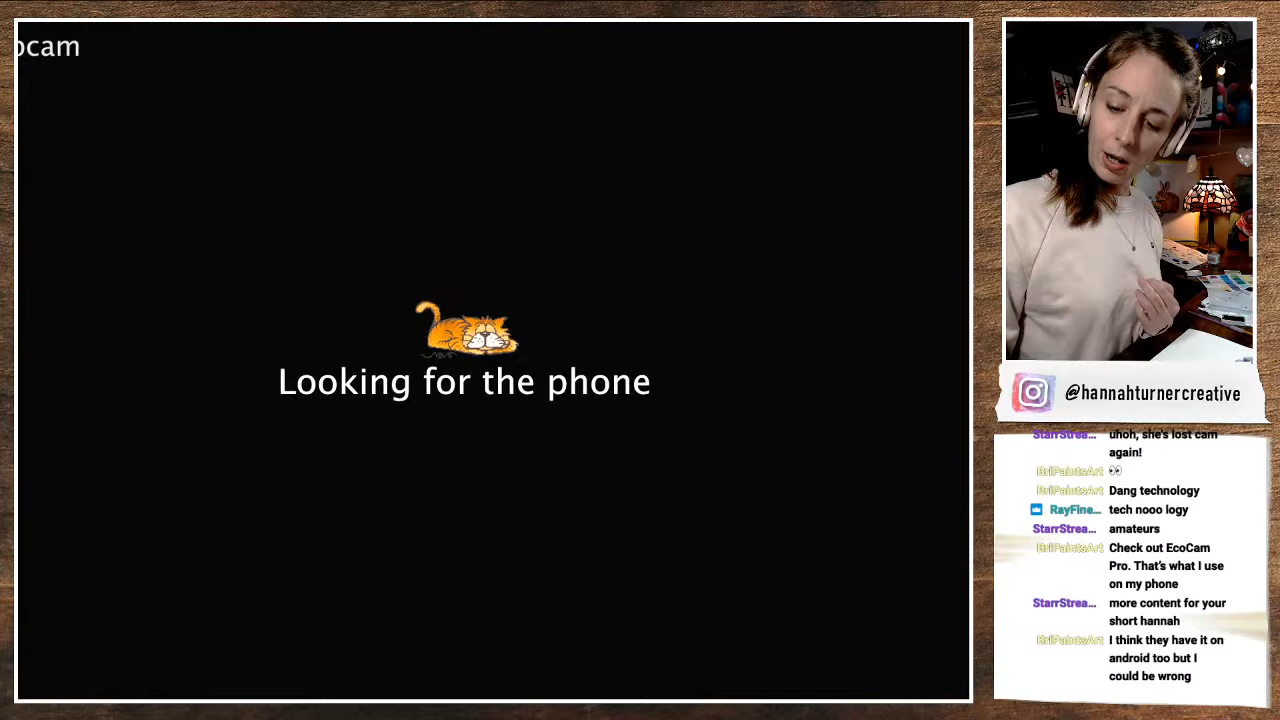 ocam
Looking for the phone
@hannahturnercreative
StarrStrea... uhoh, she's lost cam
again!
BriPaintsArt 👀
BriPaintsArt Dang technology
RayFine... tech nooo logy
StarrStrea... amateurs
BriPaintsArt Check out EcoCam
Pro. That's what I use
on my phone
StarrStrea... more content for your
short hannah
BriPaintsArt I think they have it on
android too but I
could be wrong